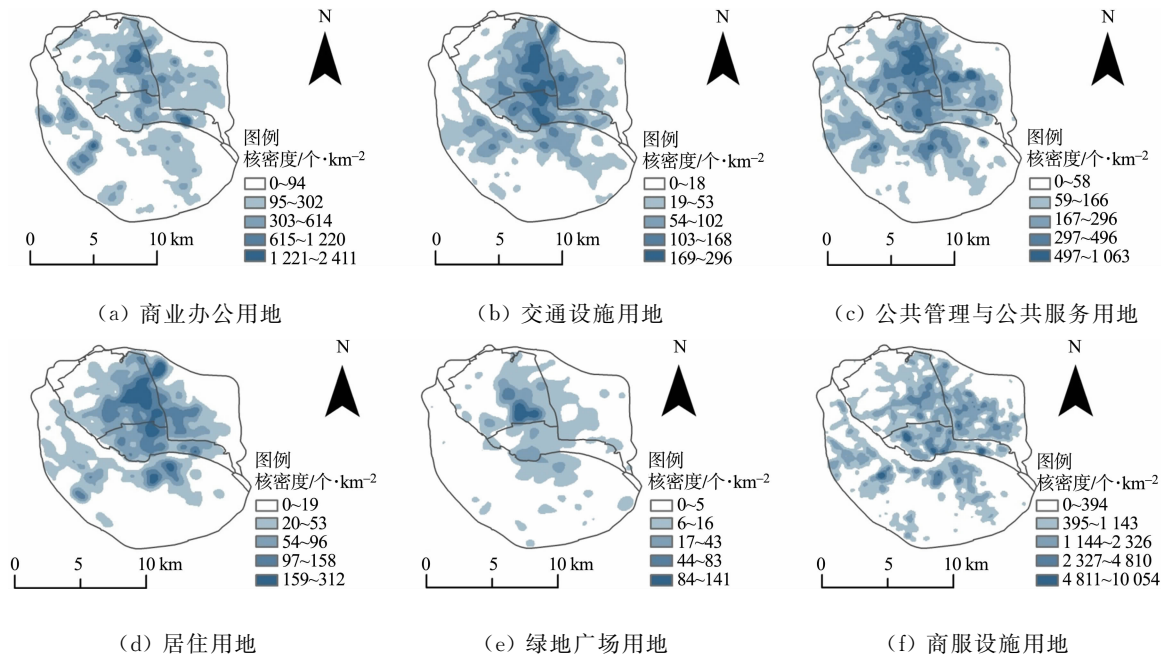 N
图例
核密度/个·km⁻²
0~94
95~302
303~614
615~1 220
1 221~2 411
0 5 10 km
(a) 商业办公用地
N
图例
核密度/个·km⁻²
0~18
19~53
54~102
103~168
169~296
0 5 10 km
(b) 交通设施用地
N
图例
核密度/个·km⁻²
0~58
59~166
167~296
297~496
497~1 063
0 5 10 km
(c) 公共管理与公共服务用地
N
图例
核密度/个·km⁻²
0~19
20~53
54~96
97~158
159~312
0 5 10 km
(d) 居住用地
N
图例
核密度/个·km⁻²
0~5
6~16
17~43
44~83
84~141
0 5 10 km
(e) 绿地广场用地
N
图例
核密度/个·km⁻²
0~394
395~1 143
1 144~2 326
2 327~4 810
4 811~10 054
0 5 10 km
(f) 商服设施用地